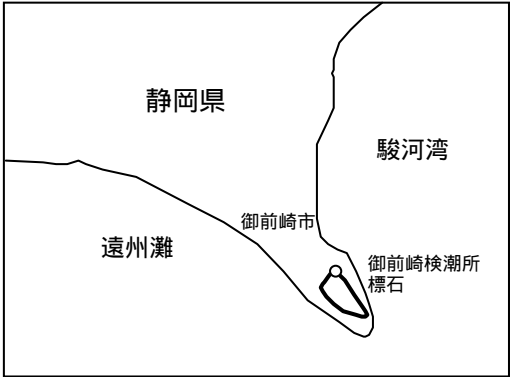 静岡県
駿河湾
御前崎市
遠州灘
御前崎検潮所
標石